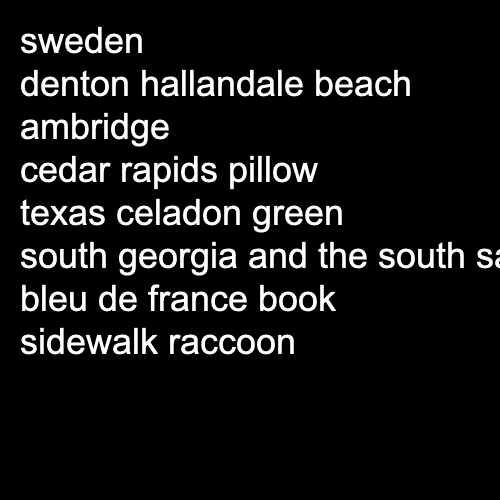 sweden
denton hallandale beach
ambridge
cedar rapids pillow
texas celadon green
south georgia and the south
bleu de france book
sidewalk raccoon